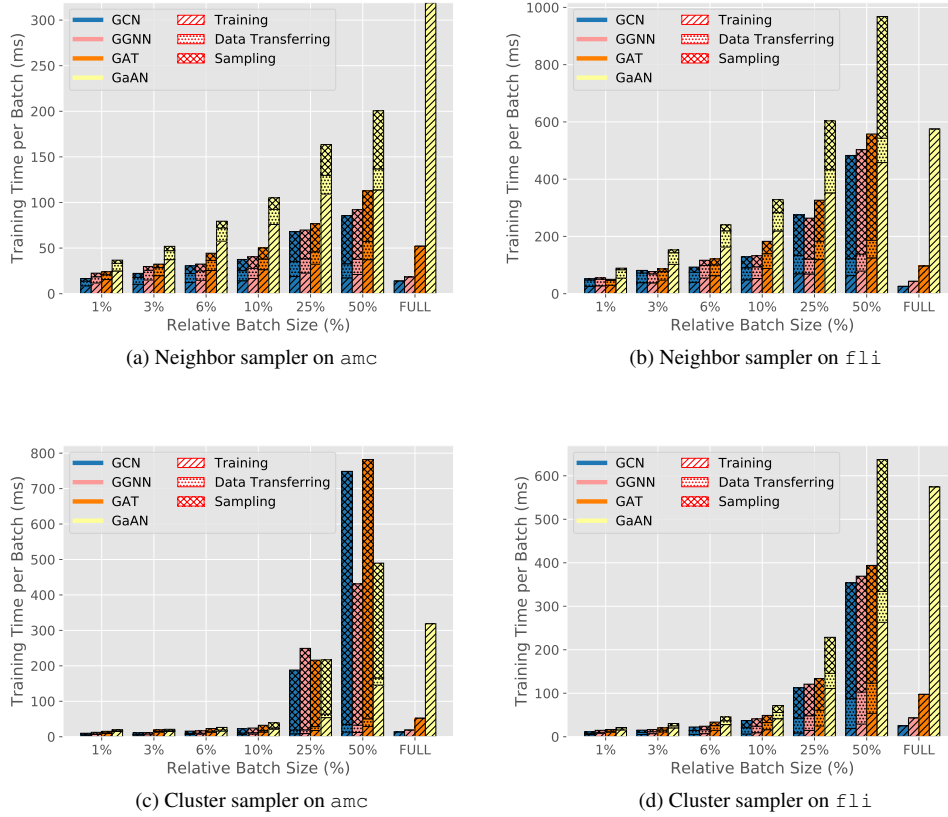 GCN
GGNN
GAT
GaAN
Training
Data Transferring
Sampling
Training Time per Batch (ms)
300
250
200
150
100
50
0
1% 3% 6% 10% 25% 50% FULL
Relative Batch Size (%)
(a) Neighbor sampler on amc
GCN
GGNN
GAT
GaAN
Training
Data Transferring
Sampling
Training Time per Batch (ms)
1000
800
600
400
200
0
1% 3% 6% 10% 25% 50% FULL
Relative Batch Size (%)
(b) Neighbor sampler on fli
GCN
GGNN
GAT
GaAN
Training
Data Transferring
Sampling
Training Time per Batch (ms)
800
700
600
500
400
300
200
100
0
1% 3% 6% 10% 25% 50% FULL
Relative Batch Size (%)
(c) Cluster sampler on amc
GCN
GGNN
GAT
GaAN
Training
Data Transferring
Sampling
Training Time per Batch (ms)
600
500
400
300
200
100
0
1% 3% 6% 10% 25% 50% FULL
Relative Batch Size (%)
(d) Cluster sampler on fli